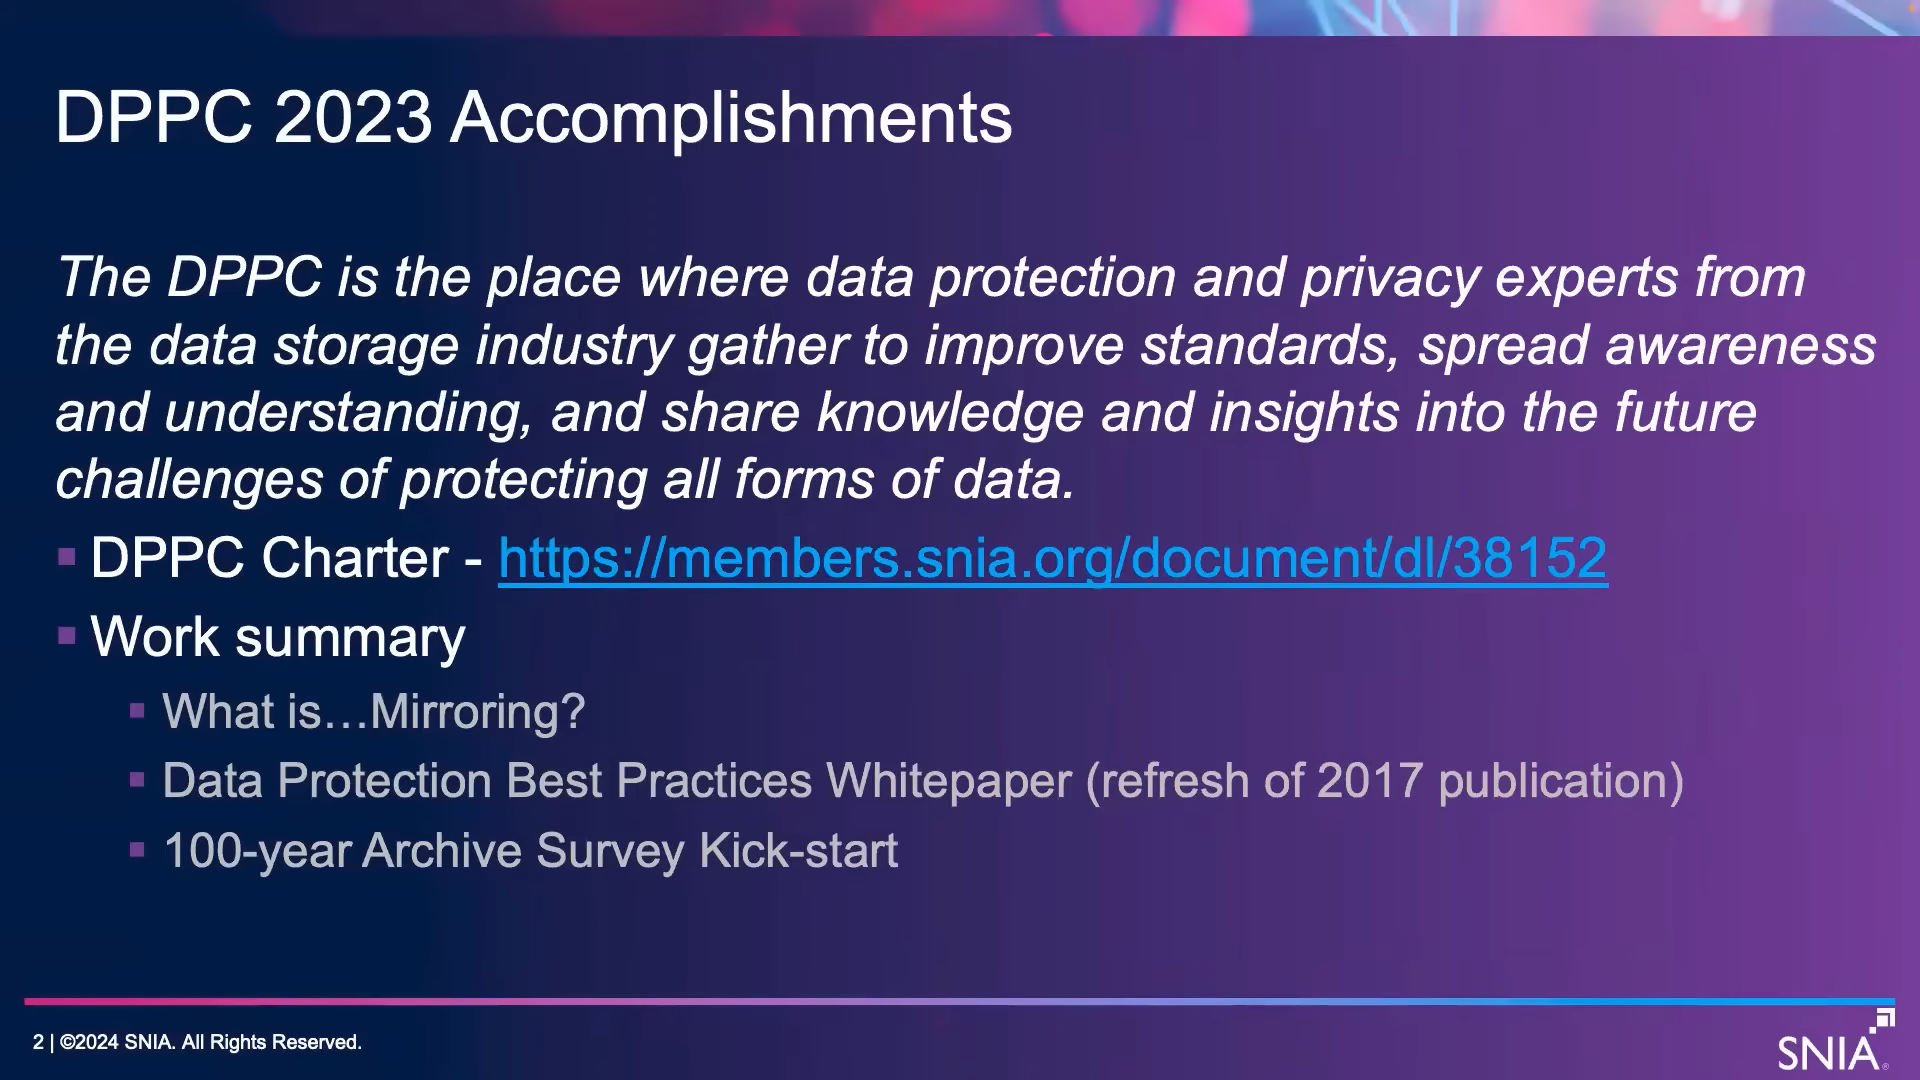 DPPC 2023 Accomplishments
The DPPC is the place where data protection and privacy experts from
the data storage industry gather to improve standards, spread awareness
and understanding, and share knowledge and insights into the future
challenges of protecting all forms of data.
DPPC Charter - https://members.snia.org/document/dl/38152
Work summary
What is…Mirroring?
Data Protection Best Practices Whitepaper (refresh of 2017 publication)
100-year Archive Survey Kick-start
2 | ©2024 SNIA. All Rights Reserved.
SNIA®